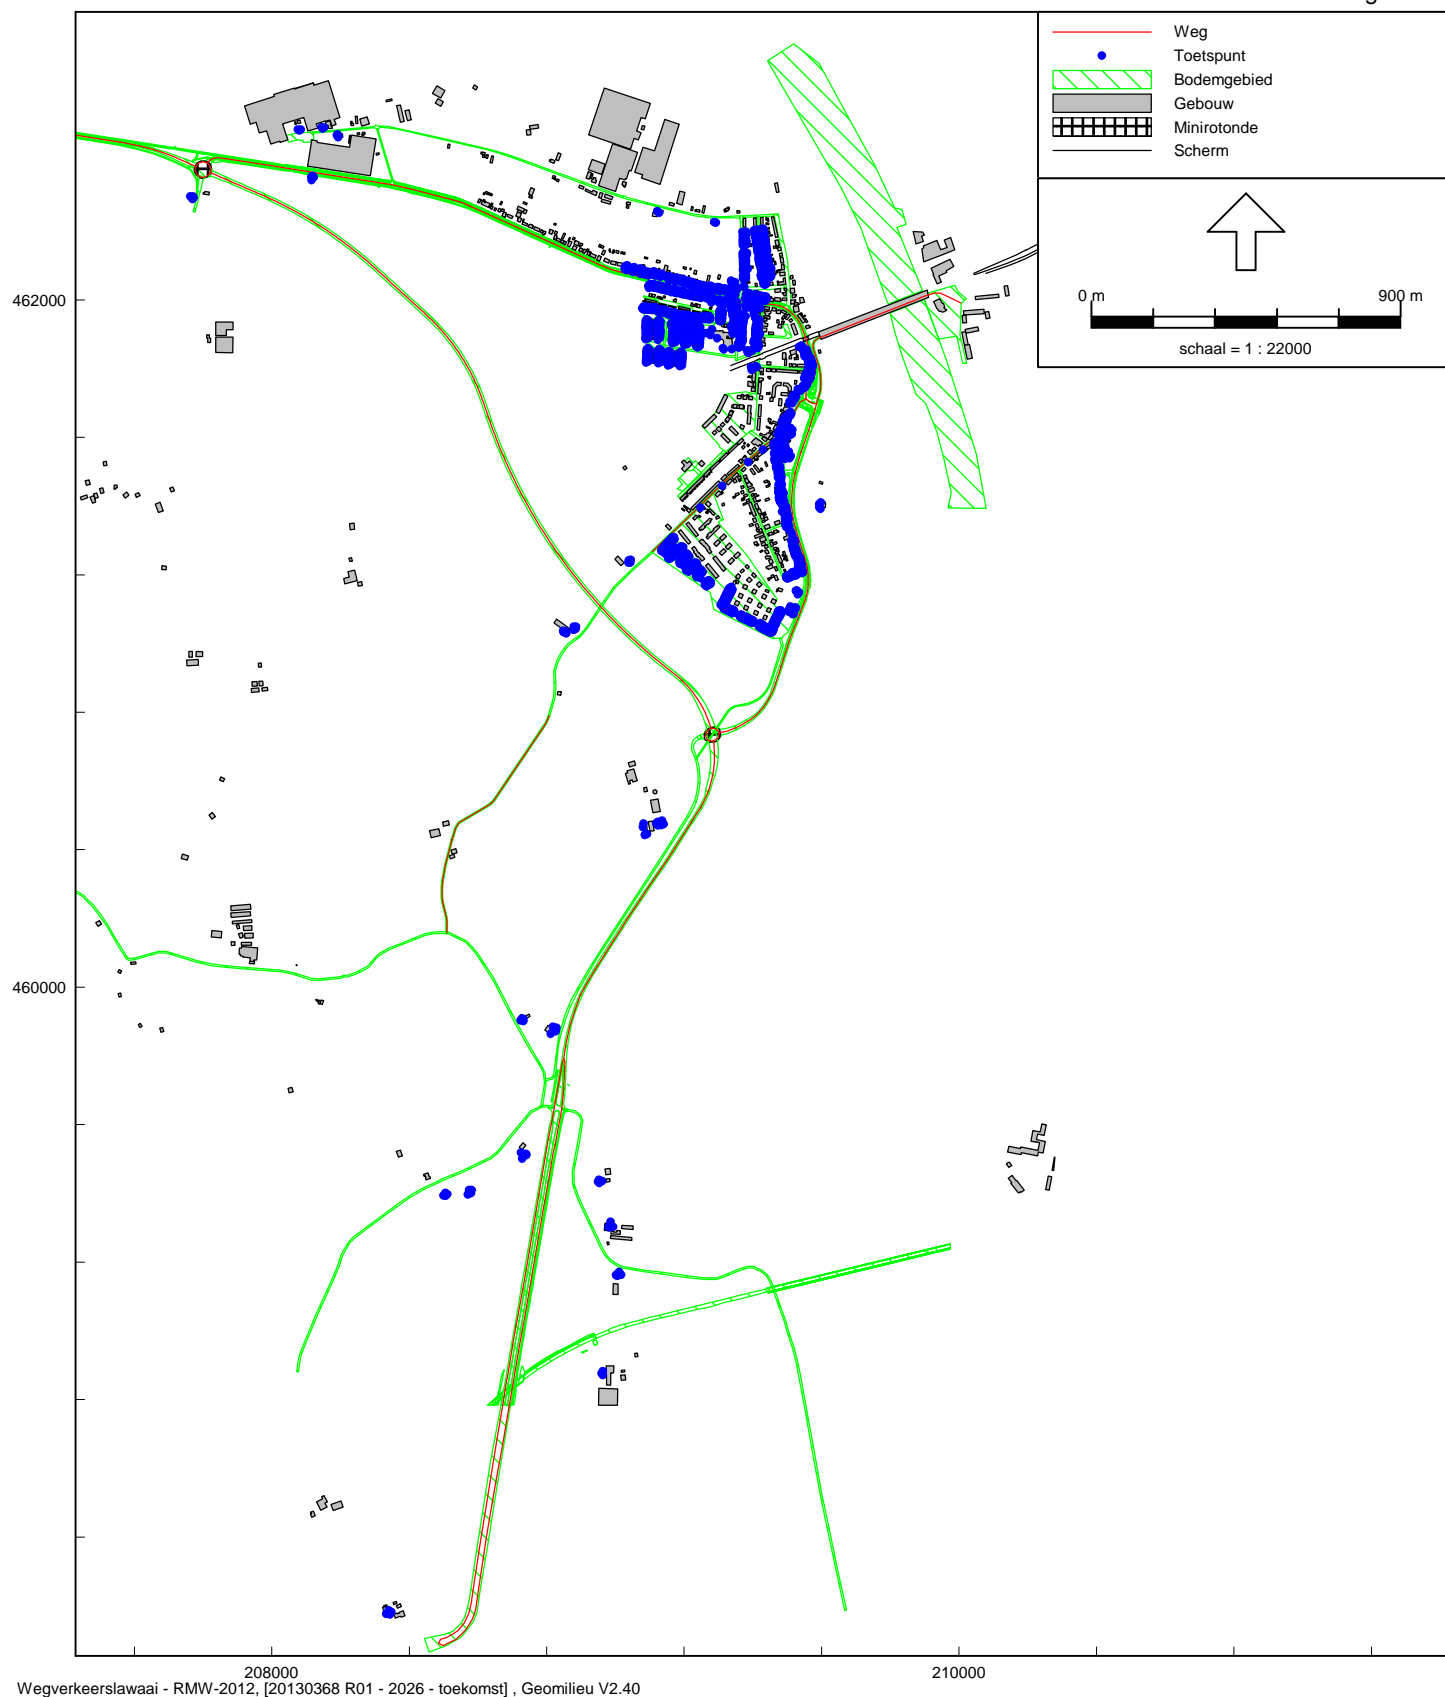 Weg
Toetspunt
Bodemgebied
Gebouw
Minirotonde
Scherm
0 m
900 m
schaal = 1 : 22000
462000
460000
208000
210000
Wegverkeerslawaai - RMW-2012, [20130368 R01 - 2026 - toekomst] , Geomilieu V2.40